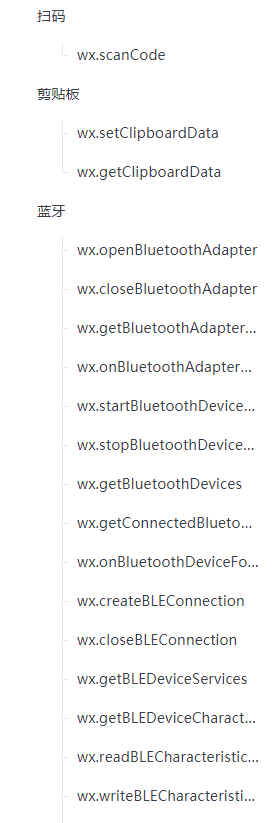 扫码
wx.scanCode
剪贴板
wx.setClipboardData
wx.getClipboardData
蓝牙
wx.openBluetoothAdapter
wx.closeBluetoothAdapter
wx.getBluetoothAdapter...
wx.onBluetoothAdapter...
wx.startBluetoothDevice...
wx.stopBluetoothDevice...
wx.getBluetoothDevices
wx.getConnectedBlueto...
wx.onBluetoothDeviceFo...
wx.createBLEConnection
wx.closeBLEConnection
wx.getBLEDeviceServices
wx.getBLEDeviceCharact...
wx.readBLECharacteristic...
wx.writeBLECharacteristi...